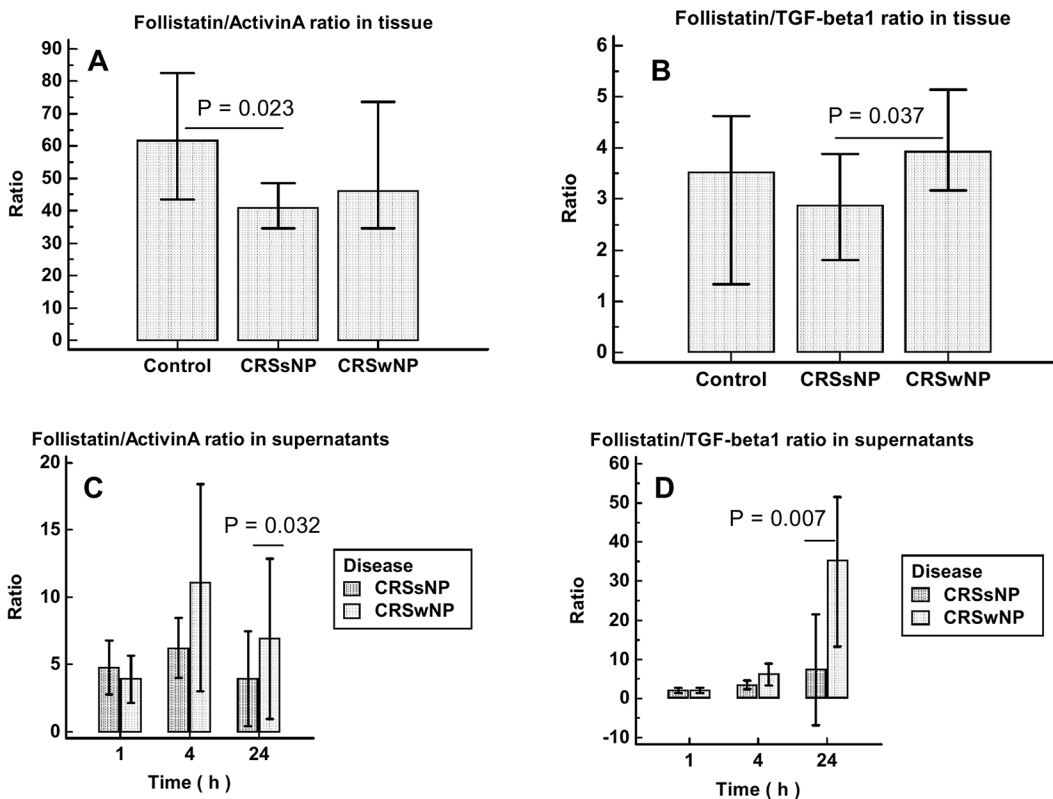 Follistatin/ActivinA ratio in tissue
A
P = 0.023
Ratio
90
80
70
60
50
40
30
20
10
0
Control CRSsNP CRSwNP
Follistatin/TGF-beta1 ratio in tissue
B
P = 0.037
Ratio
6
5
4
3
2
1
0
Control CRSsNP CRSwNP
Follistatin/ActivinA ratio in supernatants
C
P = 0.032
Ratio
20
15
10
5
0
1 4 24
Time ( h )
Disease
CRSsNP
CRSwNP
Follistatin/TGF-beta1 ratio in supernatants
D
P = 0.007
Ratio
60
50
40
30
20
10
0
-10
1 4 24
Time ( h )
Disease
CRSsNP
CRSwNP